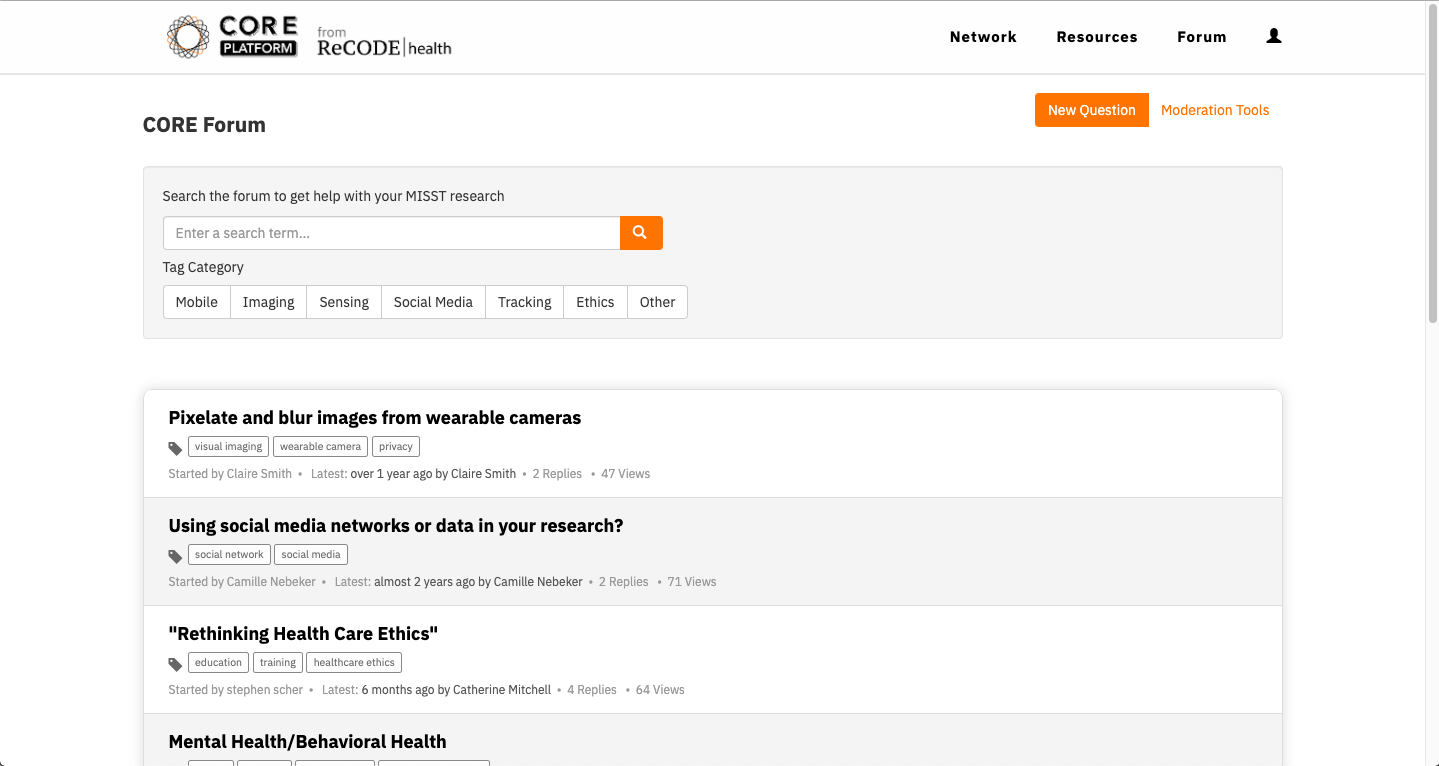 CORE
PLATFORM
from
ReCODE health
Network Resources Forum
CORE Forum
New Question Moderation Tools
Search the forum to get help with your MISST research
Enter a search term...
Tag Category
Mobile Imaging Sensing Social Media Tracking Ethics Other
Pixelate and blur images from wearable cameras
visual imaging wearable camera privacy
Started by Claire Smith • Latest: over 1 year ago by Claire Smith • 2 Replies • 47 Views
Using social media networks or data in your research?
social network social media
Started by Camille Nebeker • Latest: almost 2 years ago by Camille Nebeker • 2 Replies • 71 Views
"Rethinking Health Care Ethics"
education training healthcare ethics
Started by stephen scher • Latest: 6 months ago by Catherine Mitchell • 4 Replies • 64 Views
Mental Health/Behavioral Health